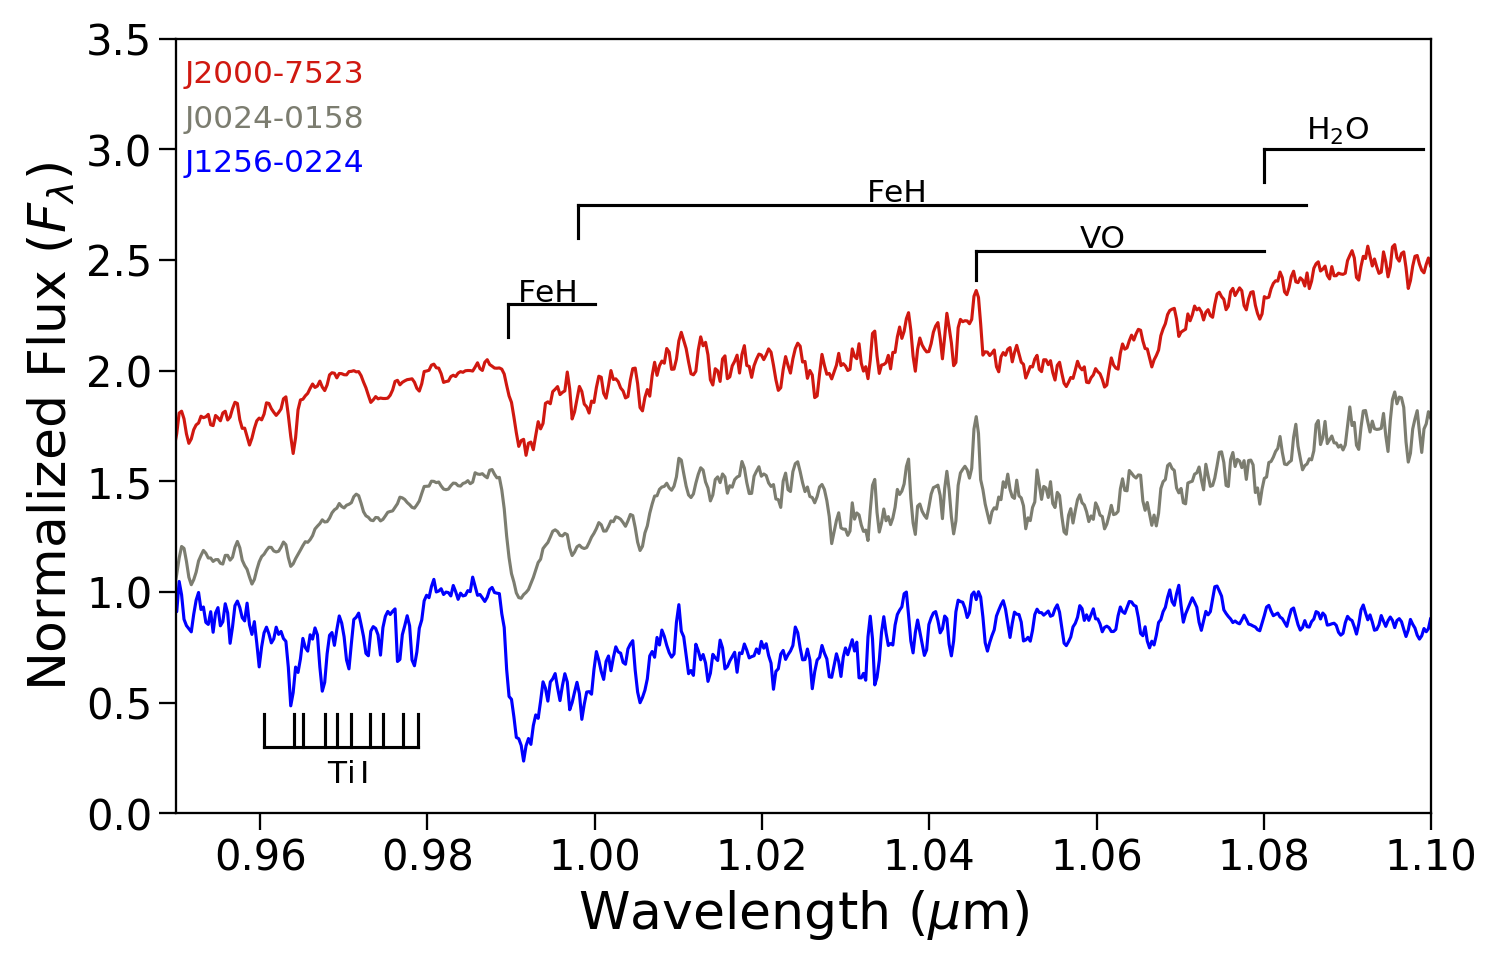 Normalized Flux (Fλ)
3.5
3.0
2.5
2.0
1.5
1.0
0.5
0.0
J2000-7523
J0024-0158
J1256-0224
H₂O
FeH
VO
FeH
Ti I
0.96 0.98 1.00 1.02 1.04 1.06 1.08 1.10
Wavelength (μm)